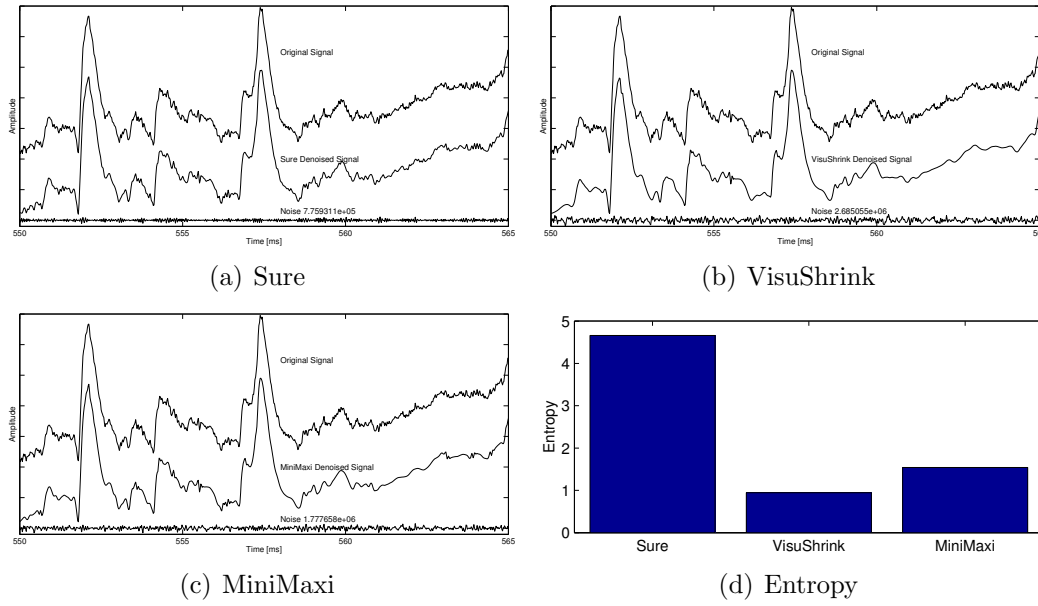 Original Signal
Amplitude
Sure Denoised Signal
Noise 7.759311e+05
550 555 560 565
Time [ms]
(a) Sure
Original Signal
Amplitude
VisuShrink Denoised Signal
Noise 2.685055e+06
550 555 560
Time [ms]
(b) VisuShrink
Original Signal
Amplitude
MiniMaxi Denoised Signal
Noise 1.777658e+06
550 555 560 565
Time [ms]
(c) MiniMaxi
5
4
3
2
1
0
Entropy
Sure VisuShrink MiniMaxi
(d) Entropy